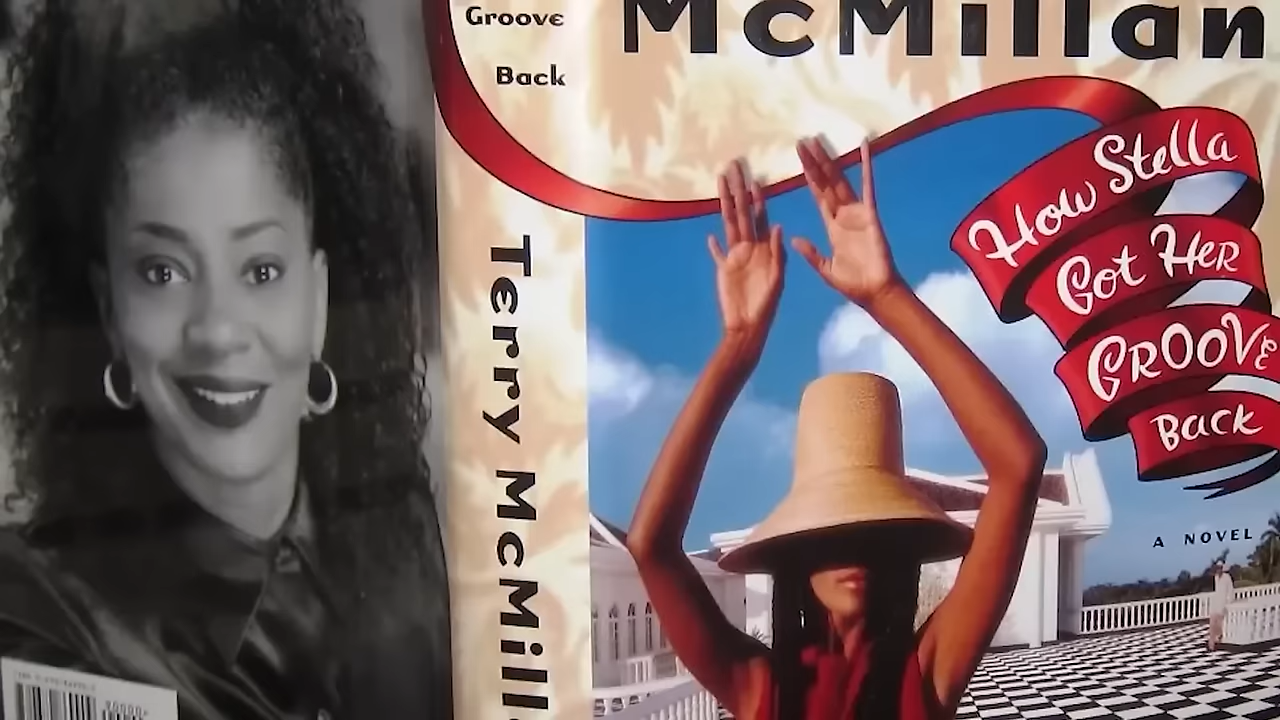 Groove
Back
Terry McMill
McMillan
How Stella
Got Her
Groove
Back
A NOVEL